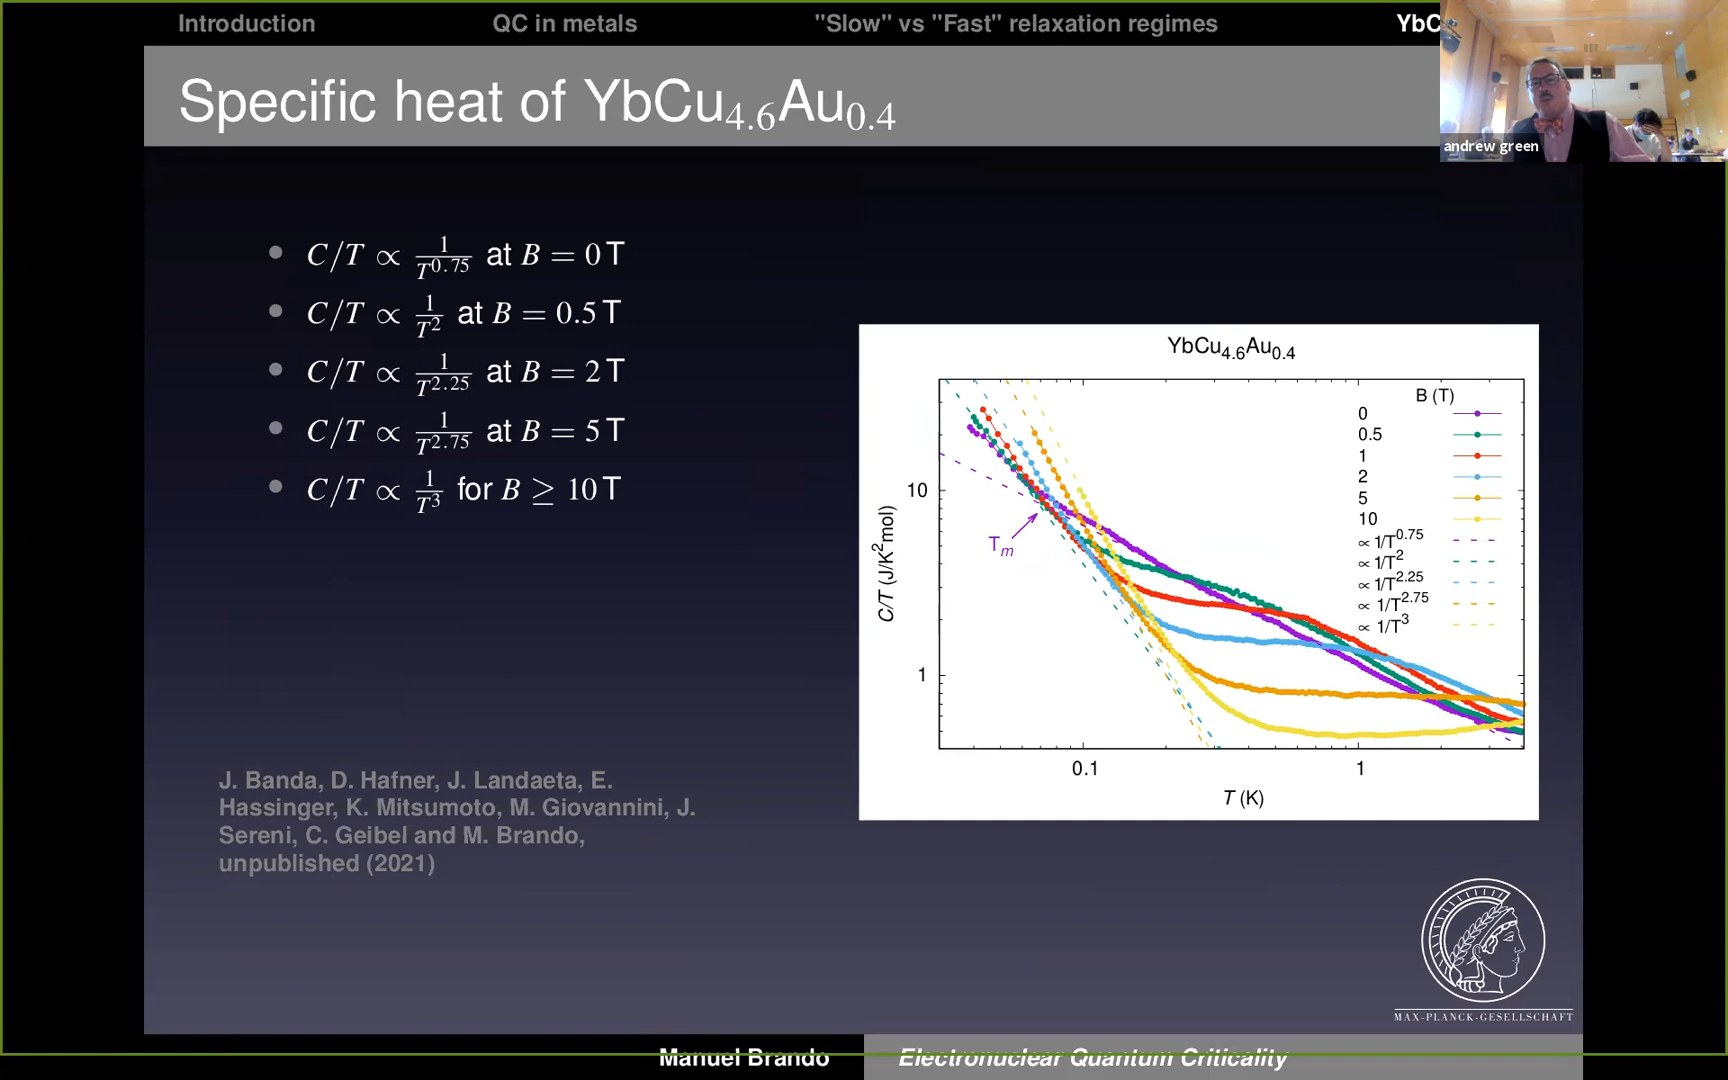 Introduction QC in metals "Slow" vs "Fast" relaxation regimes YbC
Specific heat of YbCu4.6Au0.4
andrew green
• C/T ∝ 1/T^0.75 at B = 0 T
• C/T ∝ 1/T^2 at B = 0.5 T
• C/T ∝ 1/T^2.25 at B = 2 T
• C/T ∝ 1/T^2.75 at B = 5 T
• C/T ∝ 1/T^3 for B ≥ 10 T
YbCu4.6Au0.4
B (T)
0
0.5
1
2
5
10
∝ 1/T^0.75
∝ 1/T^2
∝ 1/T^2.25
∝ 1/T^2.75
∝ 1/T^3
10
1
C/T (J/K^2mol)
Tm
0.1 1
T (K)
J. Banda, D. Hafner, J. Landaeta, E.
Hassinger, K. Mitsumoto, M. Giovannini, J.
Sereni, C. Geibel and M. Brando,
unpublished (2021)
MAX-PLANCK-GESELLSCHAFT
Manuel Brando Electronuclear Quantum Criticality